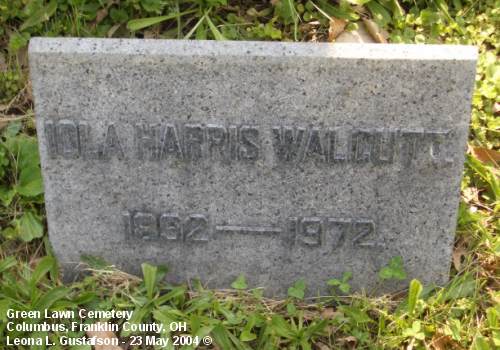 IOLA HARRIS WALCUTT.
1882 — 1972.
Green Lawn Cemetery
Columbus, Franklin County, OH
Leona L. Gustafson - 23 May 2004 ©